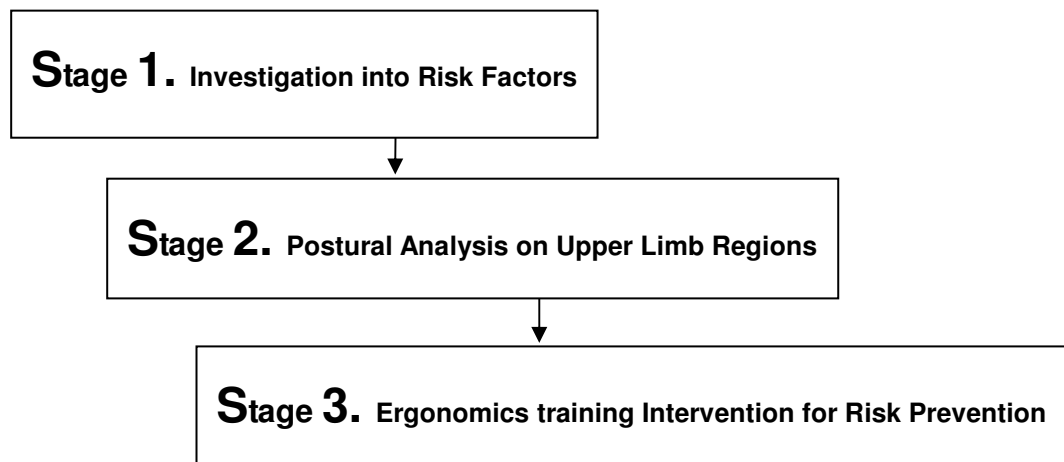 Stage 1. Investigation into Risk Factors
Stage 2. Postural Analysis on Upper Limb Regions
Stage 3. Ergonomics training Intervention for Risk Prevention